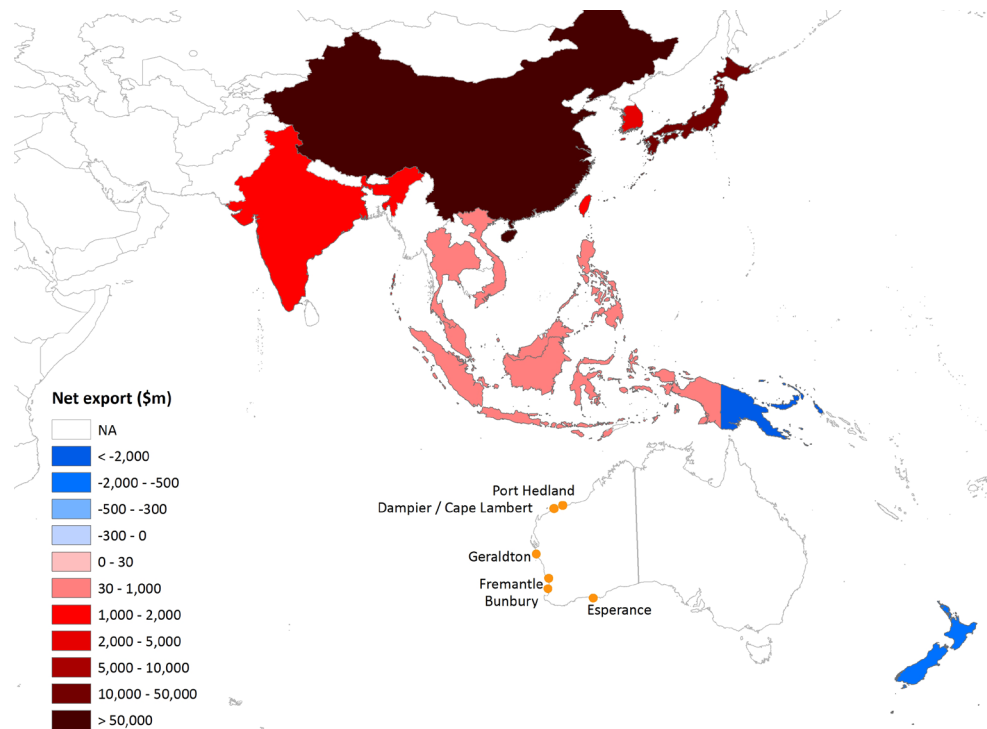 Net export ($m)
NA
< -2,000
-2,000 - -500
-500 - -300
-300 - 0
0 - 30
30 - 1,000
1,000 - 2,000
2,000 - 5,000
5,000 - 10,000
10,000 - 50,000
> 50,000
Port Hedland
Dampier / Cape Lambert
Geraldton
Fremantle
Bunbury
Esperance